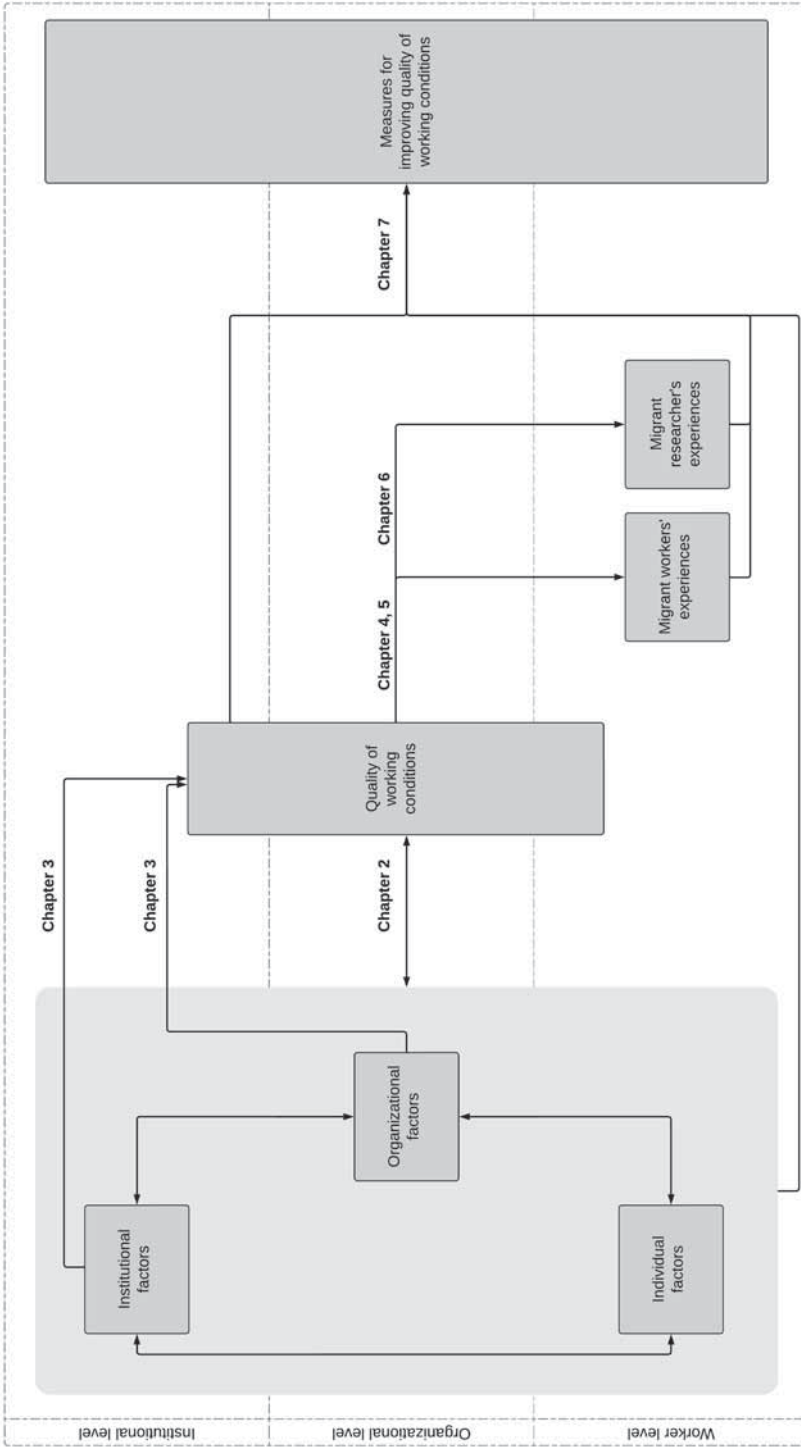 Institutional level
Organizational level
Worker level
Institutional
factors
Organizational
factors
Individual
factors
Chapter 3
Chapter 3
Chapter 2
Quality of
working
conditions
Chapter 4, 5
Chapter 6
Migrant workers'
experiences
Migrant
researcher's
experiences
Chapter 7
Measures for
improving quality of
working conditions